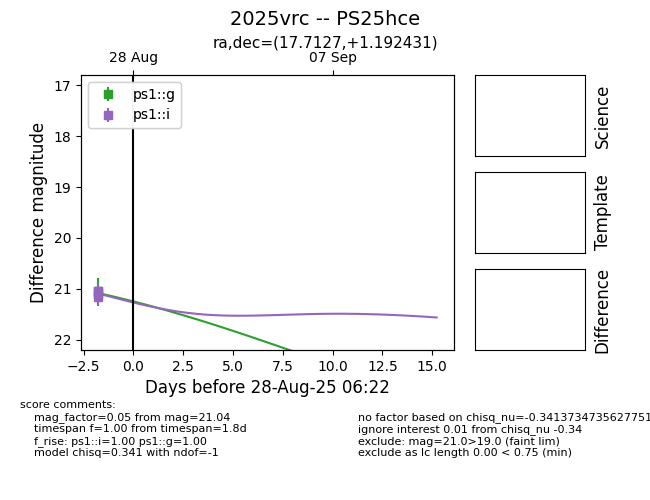 2025vrc -- PS25hce
ra,dec=(17.7127,+1.192431)
28 Aug
07 Sep
ps1::g
ps1::i
17
18
19
20
21
22
Difference magnitude
−2.5
0.0
2.5
5.0
7.5
10.0
12.5
15.0
Days before 28-Aug-25 06:22
Science
Template
Difference
score comments:
mag_factor=0.05 from mag=21.04
timespan f=1.00 from timespan=1.8d
f_rise: ps1::i=1.00 ps1::g=1.00
model chisq=0.341 with ndof=-1
no factor based on chisq_nu=-0.3413734735627751
ignore interest 0.01 from chisq_nu -0.34
exclude: mag=21.0>19.0 (faint lim)
exclude as lc length 0.00 < 0.75 (min)